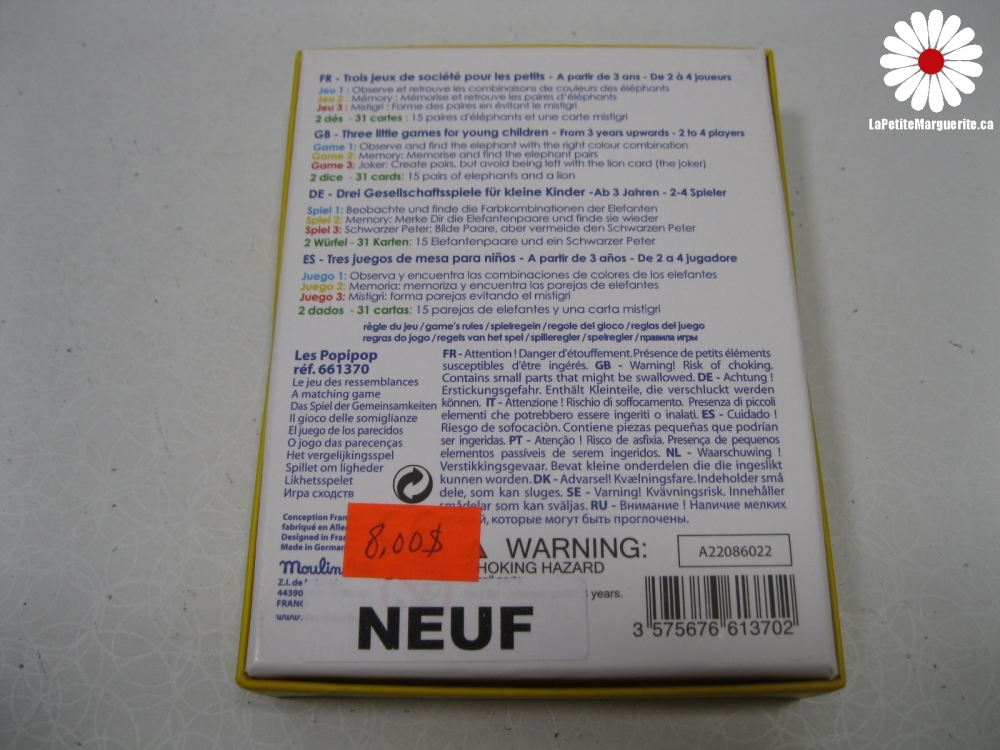 LaPetiteMarguerite.ca
FR - Trois jeux de société pour les petits - A partir de 3 ans - De 2 à 4 joueurs
Jeu 1 : Observe et retrouve les combinaisons de couleurs des éléphants
Jeu 2 : Mémory : Mémorise et retrouve les paires d'éléphants
Jeu 3 : Mistigri : Forme des paires en évitant le mistigri
2 dés - 31 cartes : 15 paires d'éléphants et une carte mistigri
GB - Three little games for young children - From 3 years upwards - 2 to 4 players
Game 1: Observe and find the elephant with the right colour combination
Game 2: Memory: Memorise and find the elephant pairs
Game 3: Joker: Create pairs, but avoid being left with the lion card (the joker)
2 dice - 31 cards: 15 pairs of elephants and a lion
DE - Drei Gesellschaftsspiele für kleine Kinder -Ab 3 Jahren - 2-4 Spieler
Spiel 1: Beobachte und finde die Farbkombinationen der Elefanten
Spiel 2: Memory: Merke Dir die Elefantenpaare und finde sie wieder
Spiel 3: Schwarzer Peter: Bilde Paare, aber vermeide den Schwarzen Peter
2 Würfel - 31 Karten: 15 Elefantenpaare und ein Schwarzer Peter
ES - Tres juegos de mesa para niños - A partir de 3 años - De 2 a 4 jugadore
Juego 1: Observa y encuentra las combinaciones de colores de los elefantes
Juego 2: Memoria: memoriza y encuentra las parejas de elefantes
Juego 3: Mistigri: forma parejas evitando el mistigri
2 dados - 31 cartas: 15 parejas de elefantes y una carta mistigri
règle du jeu / game's rules / spielregeln / regole del gioco / reglas del juego
regras do jogo / regels van het spel / spilleregler / spelregler / правила игры
Les Popipop
réf. 661370
Le jeu des ressemblances
A matching game
Das Spiel der Gemeinsamkeiten
Il gioco delle somiglianze
El juego de los parecidos
O jogo das parecenças
Het vergelijkingsspel
Spillet om ligheder
Likhetsspelet
Игра сходств
FR - Attention ! Danger d'étouffement. Présence de petits éléments
susceptibles d'être ingérés. GB - Warning! Risk of choking.
Contains small parts that might be swallowed. DE - Achtung !
Erstickungsgefahr. Enthält Kleinteile, die verschluckt werden
können. IT - Attenzione ! Rischio di soffocamento. Presenza di piccoli
elementi che potrebbero essere ingeriti o inalati. ES - Cuidado !
Riesgo de sofocaciòn. Contiene piezas pequeñas que podrían
ser ingeridas. PT - Atenção ! Risco de asfixia. Presença de pequenos
elementos passíveis de serem ingeridos. NL - Waarschuwing !
Verstikkingsgevaar. Bevat kleine onderdelen die die ingeslikt
kunnen worden. DK - Advarsel! Kvælningsfare. Indeholder små
dele, som kan sluges. SE - Varning! Kvävningsrisk. Innehåller
smådelar som kan sväljas. RU - Внимание ! Наличие мелких
которые могут быть проглочены.
Conception Fran
fabriqué en Alle
Designed in Fran
Made in German
Moulin
Z.I. de
44390
FRANC
www.
8,00$
WARNING:
HOKING HAZARD
years.
A22086022
NEUF
3 575676 613702